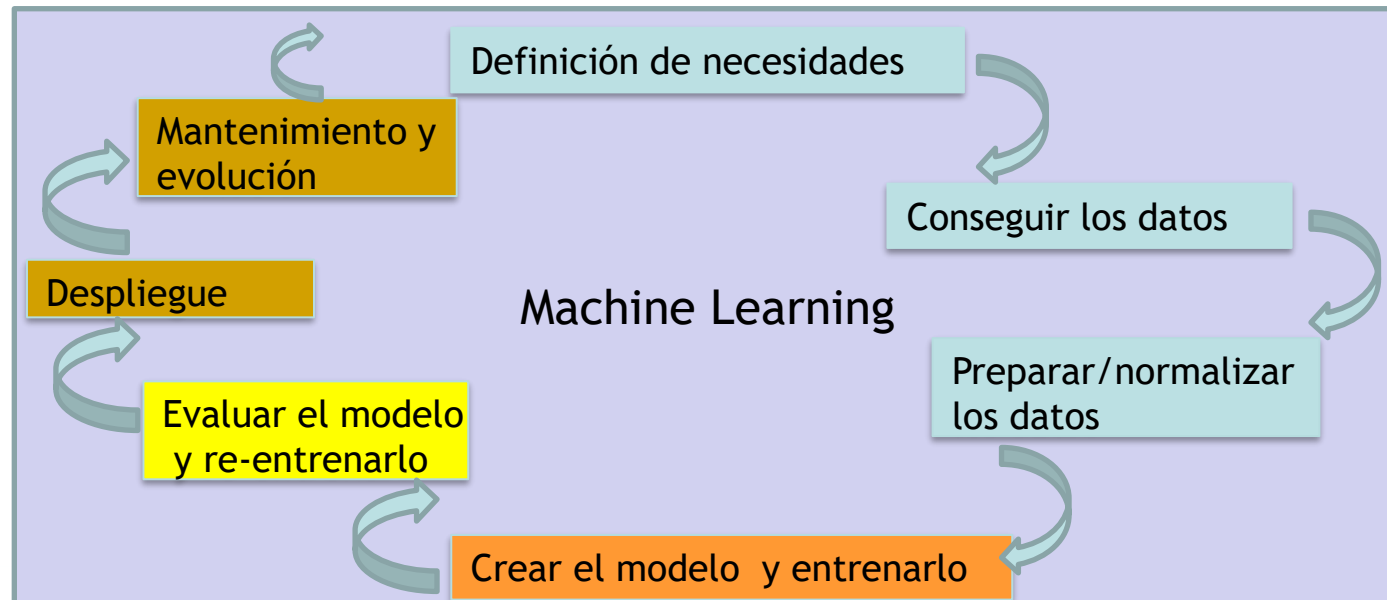 Definición de necesidades
Conseguir los datos
Preparar/normalizar
los datos
Crear el modelo y entrenarlo
Evaluar el modelo
y re-entrenarlo
Despliegue
Mantenimiento y
evolución
Machine Learning